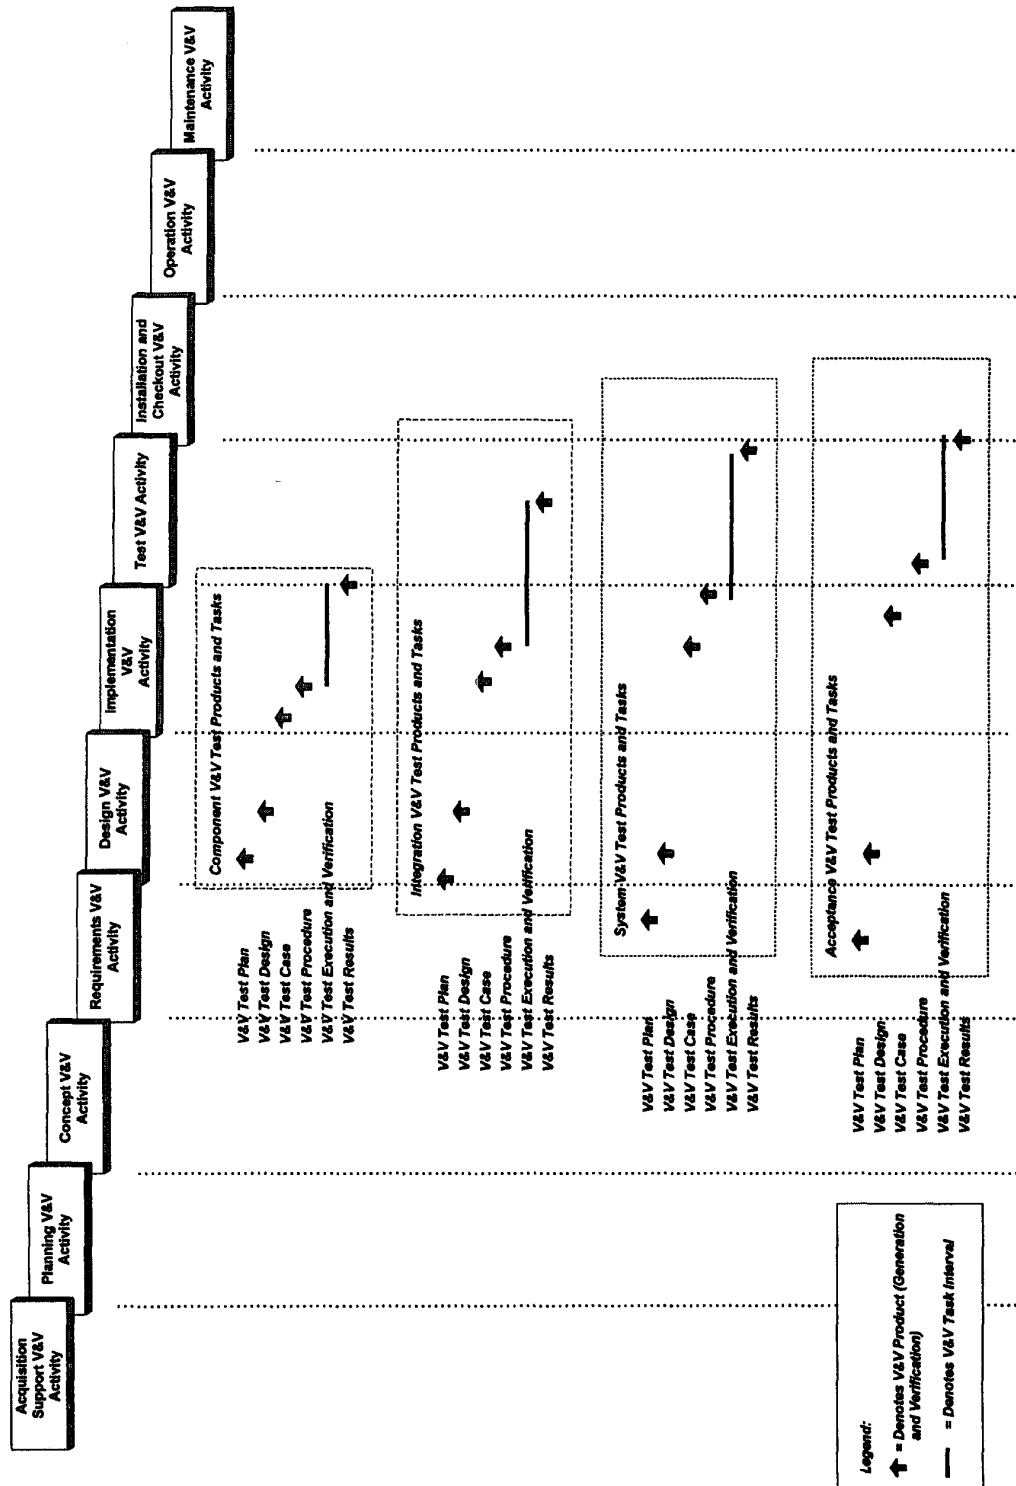 Acquisition
Support V&V
Activity
Planning V&V
Activity
Concept V&V
Activity
Requirements V&V
Activity
Design V&V
Activity
Implementation
V&V
Activity
Test V&V Activity
Installation and
Checkout V&V
Activity
Operation V&V
Activity
Maintenance V&V
Activity
Component V&V Test Products and Tasks
V&V Test Plan
V&V Test Design
V&V Test Case
V&V Test Procedure
V&V Test Execution and Verification
V&V Test Results
Integration V&V Test Products and Tasks
V&V Test Plan
V&V Test Design
V&V Test Case
V&V Test Procedure
V&V Test Execution and Verification
V&V Test Results
System V&V Test Products and Tasks
V&V Test Plan
V&V Test Design
V&V Test Case
V&V Test Procedure
V&V Test Execution and Verification
V&V Test Results
Acceptance V&V Test Products and Tasks
V&V Test Plan
V&V Test Design
V&V Test Case
V&V Test Procedure
V&V Test Execution and Verification
V&V Test Results
Legend:
= Denotes V&V Product (Generation
and Verification)
= Denotes V&V Task Interval